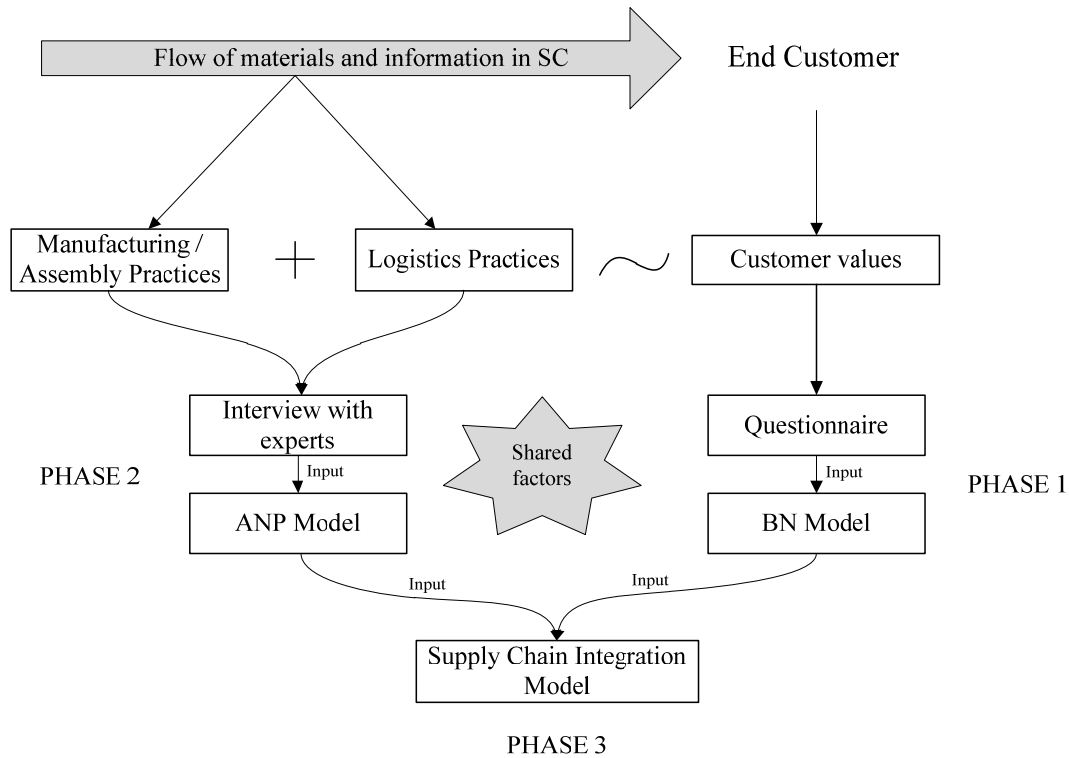 Flow of materials and information in SC
End Customer
Manufacturing /
Assembly Practices
Logistics Practices
Customer values
Interview with
experts
Shared
factors
Questionnaire
PHASE 2
Input
Input
PHASE 1
ANP Model
BN Model
Input
Input
Supply Chain Integration
Model
PHASE 3